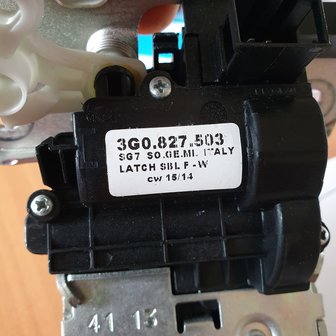 3G0.827.503
SG7 SO.GE.MI. ITALY
LATCH SBL F -W
cw 15/14
41 13